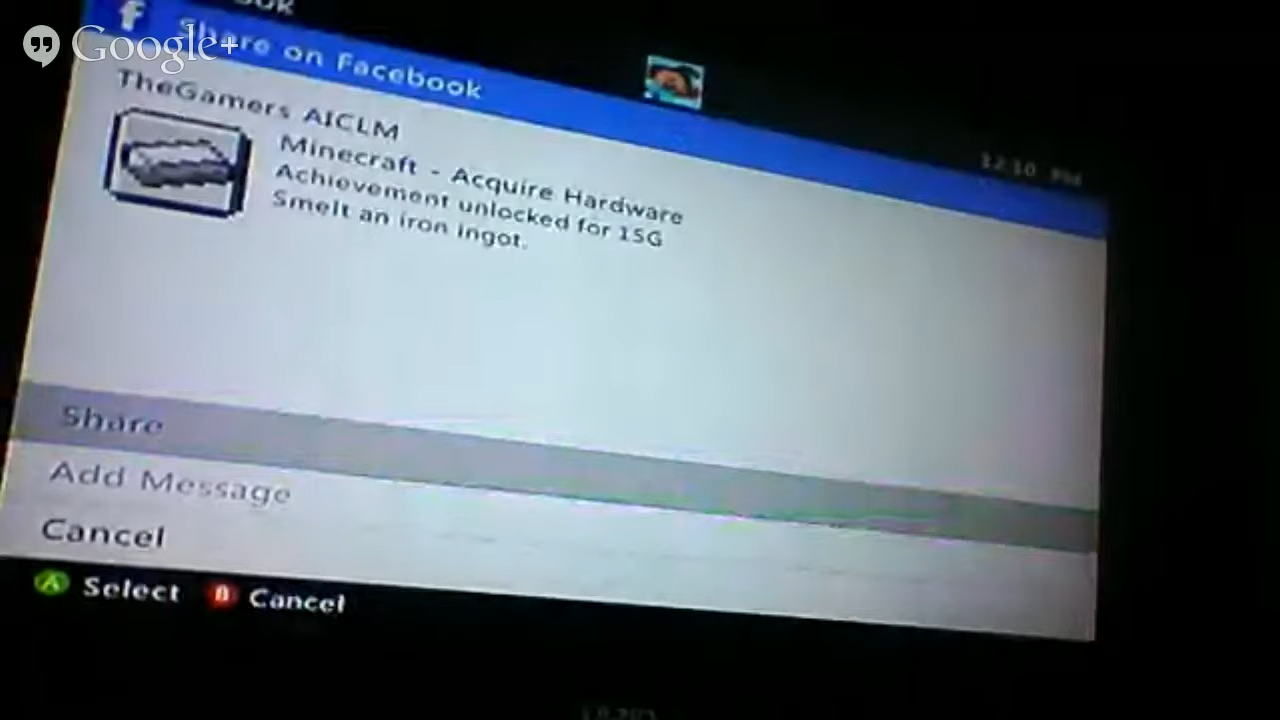 Google+
Share on Facebook
12:10 PM
TheGamers AICLM
Minecraft - Acquire Hardware
Achievement unlocked for 15G
Smelt an iron ingot.
Share
Add Message
Cancel
A Select B Cancel